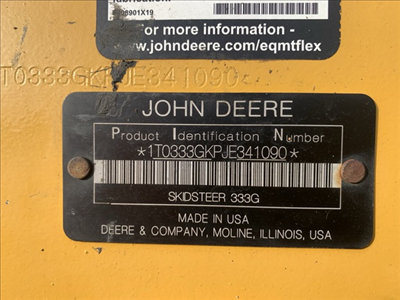 For more information -
www.johndeere.com/eqmtflex
T0333GKPJE341090
JOHN DEERE
Product Identification Number
*1T0333GKPJE341090*
SKIDSTEER 333G
MADE IN USA
DEERE & COMPANY, MOLINE, ILLINOIS, USA